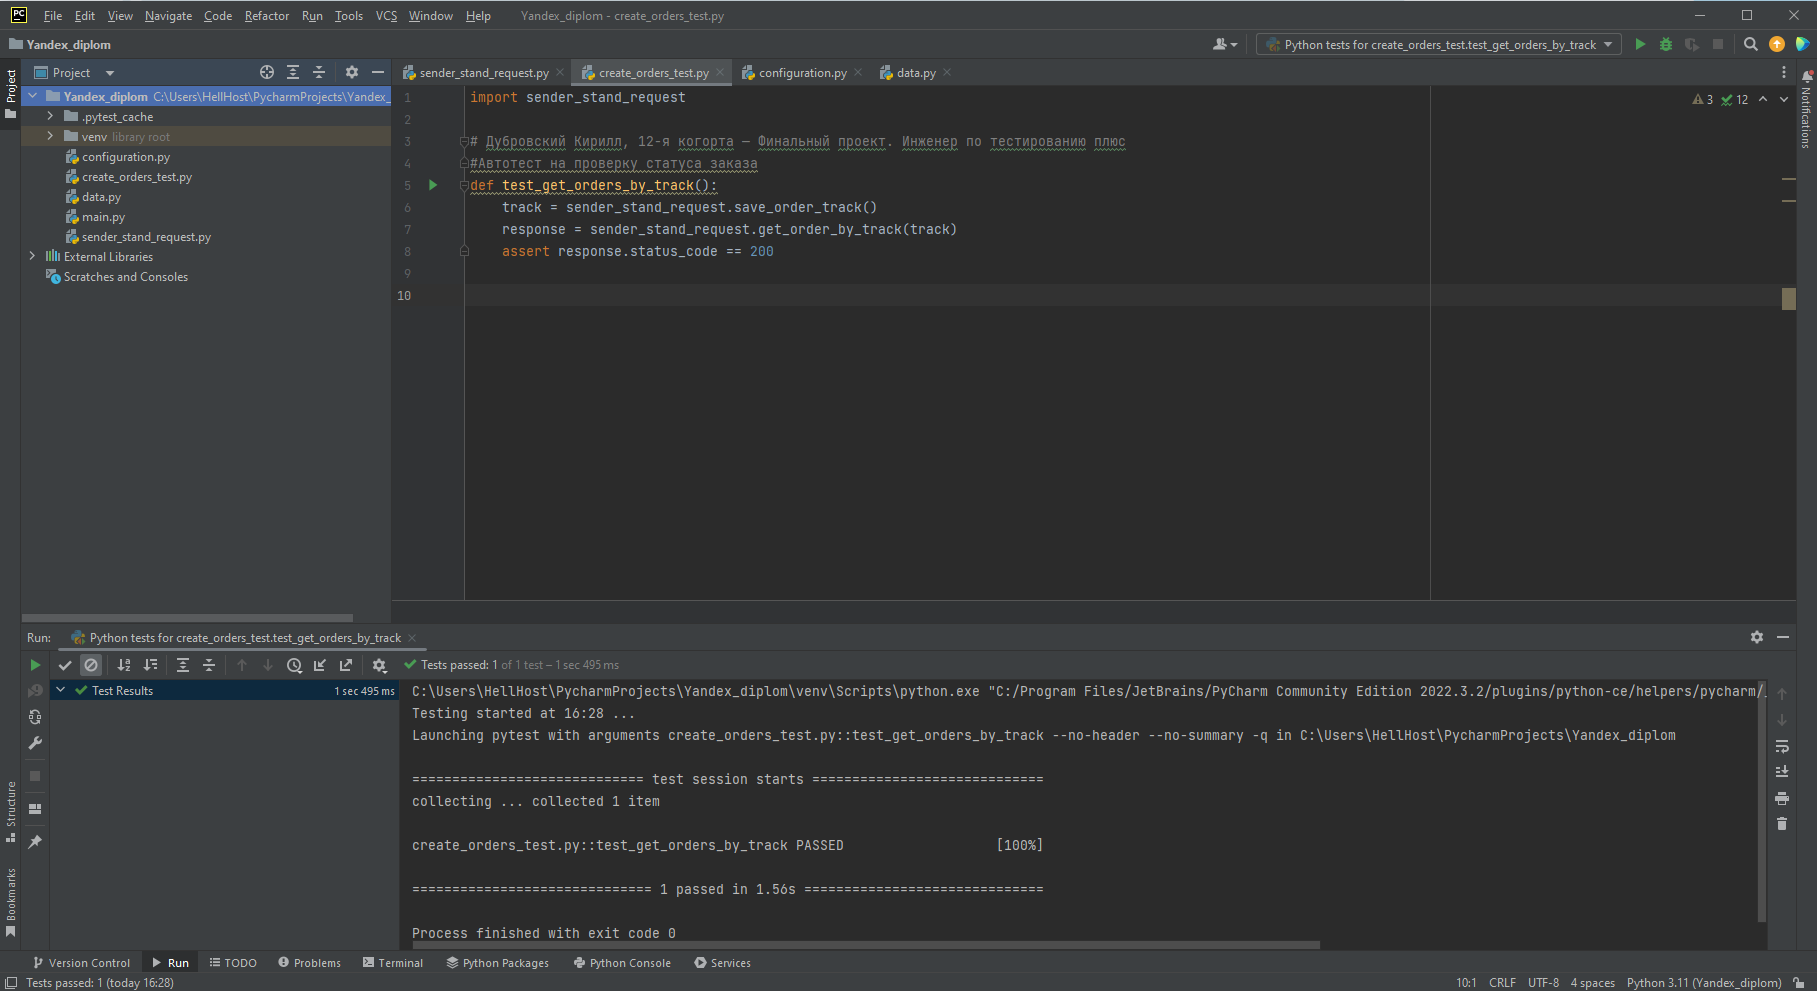 PC File Edit View Navigate Code Refactor Run Tools VCS Window Help Yandex_diplom - create_orders_test.py
Yandex_diplom Python tests for create_orders_test.test_get_orders_by_track
Project
Project
Yandex_diplom C:\Users\HellHost\PycharmProjects\Yandex_
.pytest_cache
venv library root
configuration.py
create_orders_test.py
data.py
main.py
sender_stand_request.py
External Libraries
Scratches and Consoles
sender_stand_request.py create_orders_test.py configuration.py data.py
3 12
Notifications
1 import sender_stand_request
2
3 # Дубровский Кирилл, 12-я когорта — Финальный проект. Инженер по тестированию плюс
4 #Автотест на проверку статуса заказа
5 def test_get_orders_by_track():
6 track = sender_stand_request.save_order_track()
7 response = sender_stand_request.get_order_by_track(track)
8 assert response.status_code == 200
9
10
Run: Python tests for create_orders_test.test_get_orders_by_track
Tests passed: 1 of 1 test – 1 sec 495 ms
Test Results 1 sec 495 ms
C:\Users\HellHost\PycharmProjects\Yandex_diplom\venv\Scripts\python.exe "C:/Program Files/JetBrains/PyCharm Community Edition 2022.3.2/plugins/python-ce/helpers/pycharm/
Testing started at 16:28 ...
Launching pytest with arguments create_orders_test.py::test_get_orders_by_track --no-header --no-summary -q in C:\Users\HellHost\PycharmProjects\Yandex_diplom
============================= test session starts =============================
collecting ... collected 1 item
create_orders_test.py::test_get_orders_by_track PASSED [100%]
============================== 1 passed in 1.56s ==============================
Process finished with exit code 0
Structure
Bookmarks
Version Control Run TODO Problems Terminal Python Packages Python Console Services
Tests passed: 1 (today 16:28) 10:1 CRLF UTF-8 4 spaces Python 3.11 (Yandex_diplom)